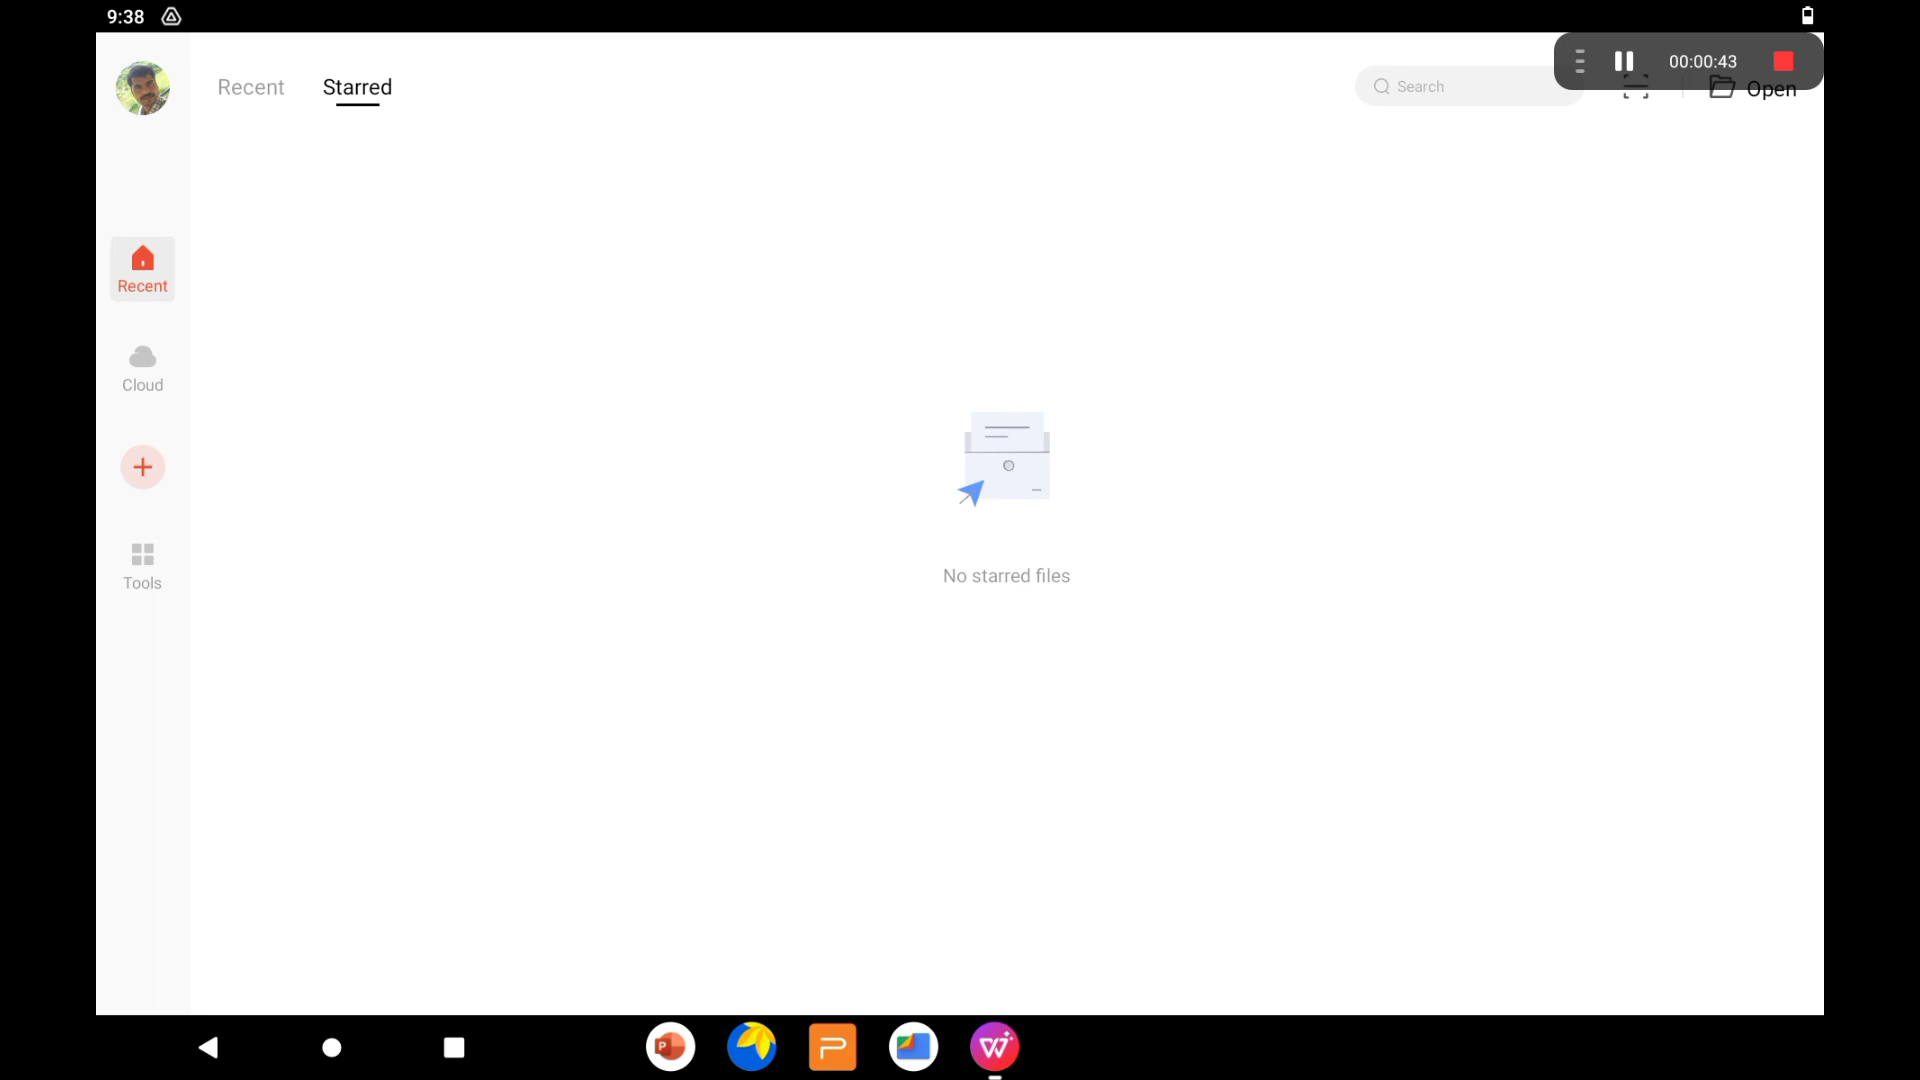 9:38
00:00:43
Recent
Starred
Search
Open
Recent
Cloud
Tools
No starred files